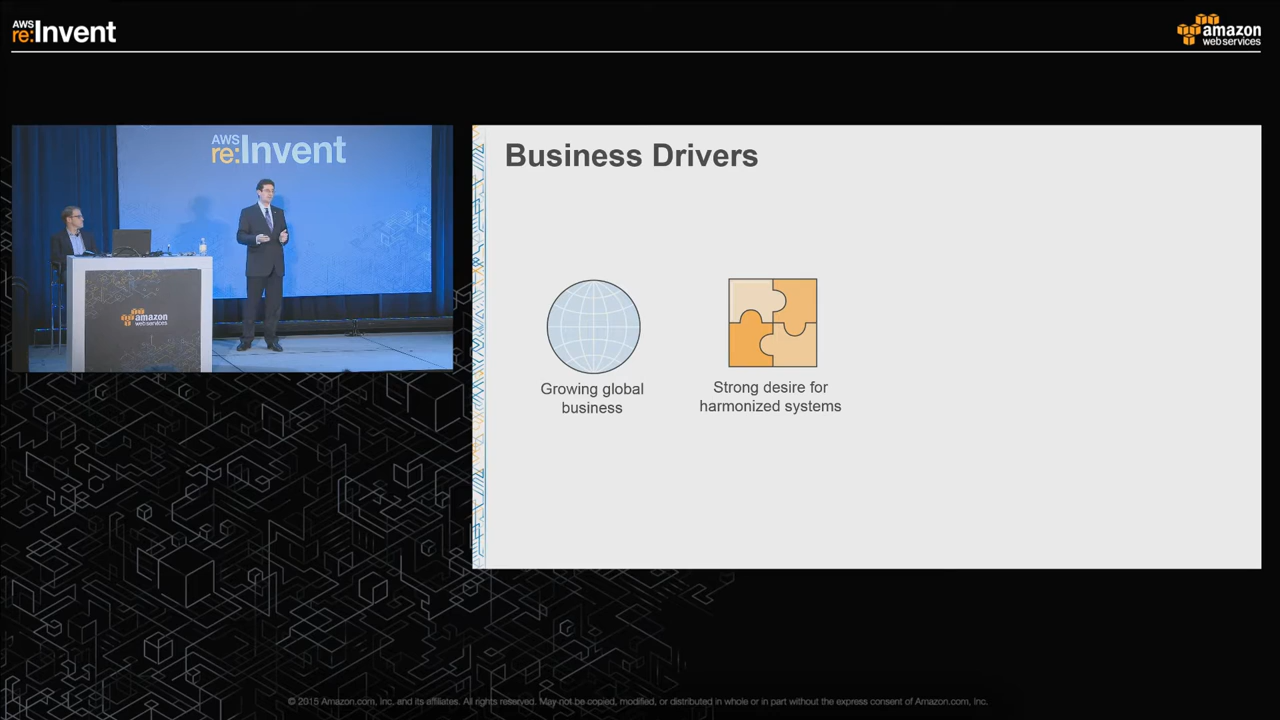 AWS
re:Invent
amazon
web services
AWS
re:Invent
amazon
web services
Business Drivers
Growing global
business
Strong desire for
harmonized systems
© 2015 Amazon.com, Inc. and its affiliates. All rights reserved. May not be copied, modified, or distributed in whole or in part without the express consent of Amazon.com, Inc.